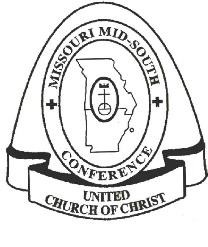 MISSOURI MID-SOUTH
CONFERENCE
UNITED
CHURCH OF CHRIST